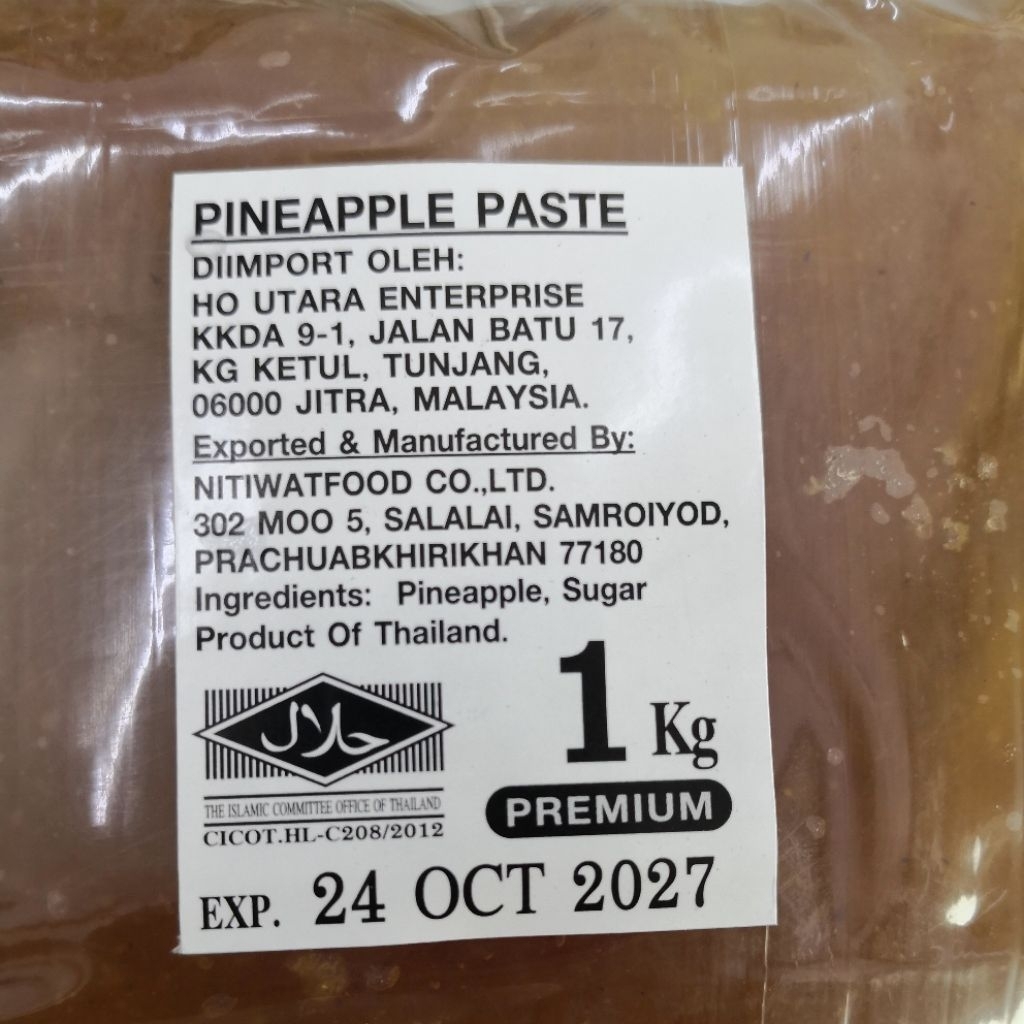 PINEAPPLE PASTE
DIIMPORT OLEH:
HO UTARA ENTERPRISE
KKDA 9-1, JALAN BATU 17,
KG KETUL, TUNJANG,
06000 JITRA, MALAYSIA.
Exported & Manufactured By:
NITIWATFOOD CO.,LTD.
302 MOO 5, SALALAI, SAMROIYOD,
PRACHUABKHIRIKHAN 77180
Ingredients: Pineapple, Sugar
Product Of Thailand.
حلال
THE ISLAMIC COMMITTEE OFFICE OF THAILAND
CICOT.HL-C208/2012
1 Kg
PREMIUM
EXP. 24 OCT 2027